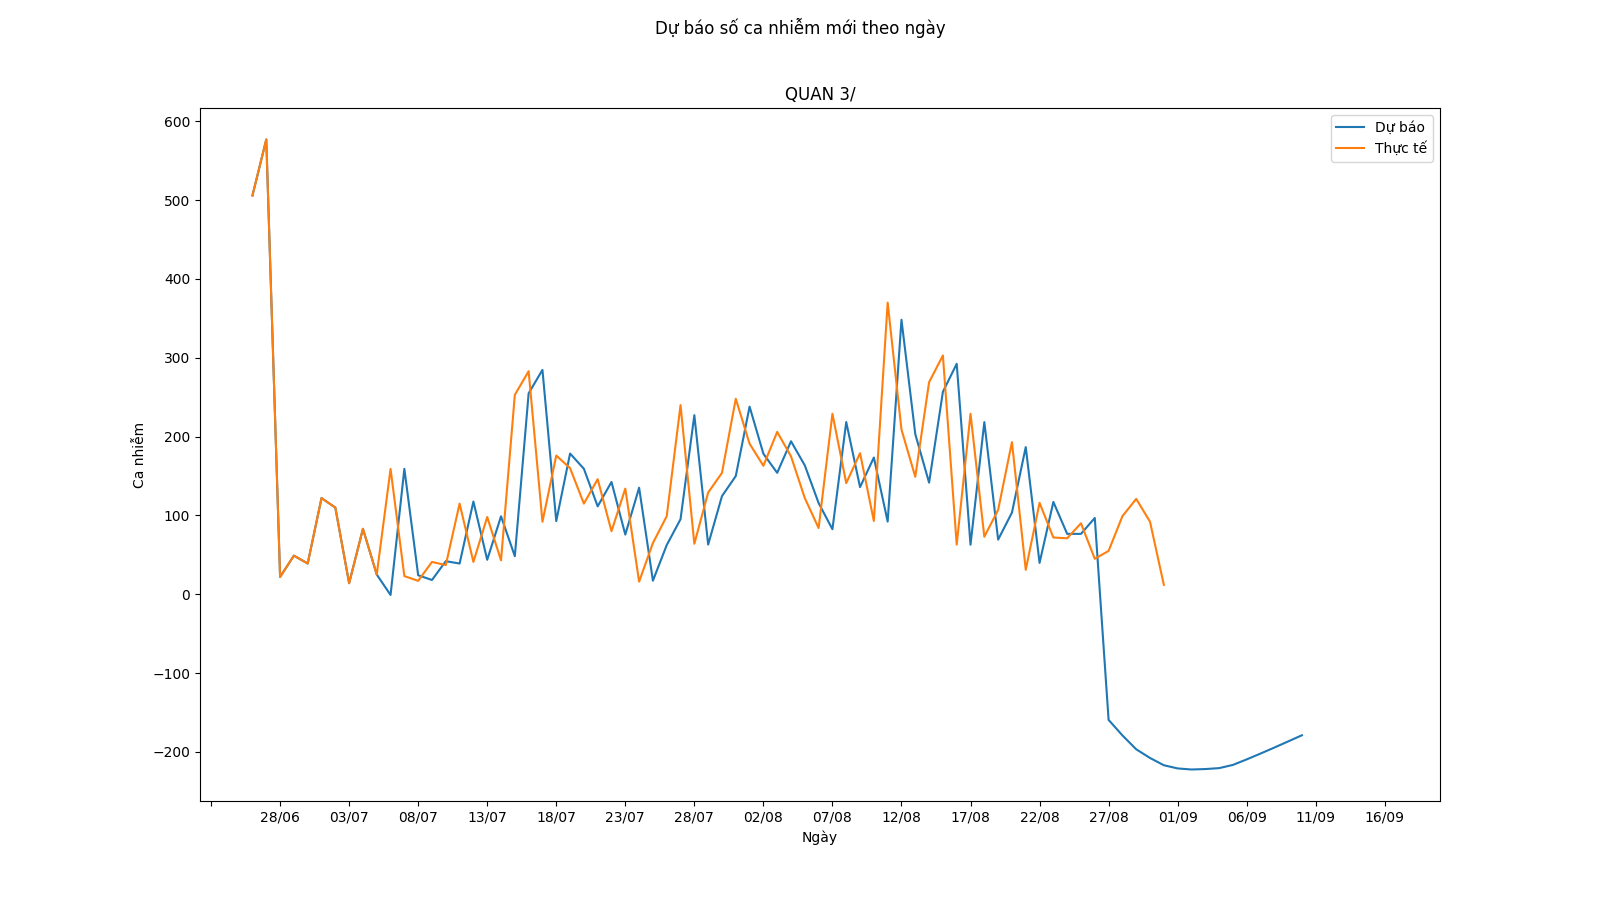 Dự báo số ca nhiễm mới theo ngày
QUAN 3/
Dự báo
Thực tế
600
500
400
300
200
100
0
−100
−200
Ca nhiễm
28/06 03/07 08/07 13/07 18/07 23/07 28/07 02/08 07/08 12/08 17/08 22/08 27/08 01/09 06/09 11/09 16/09
Ngày